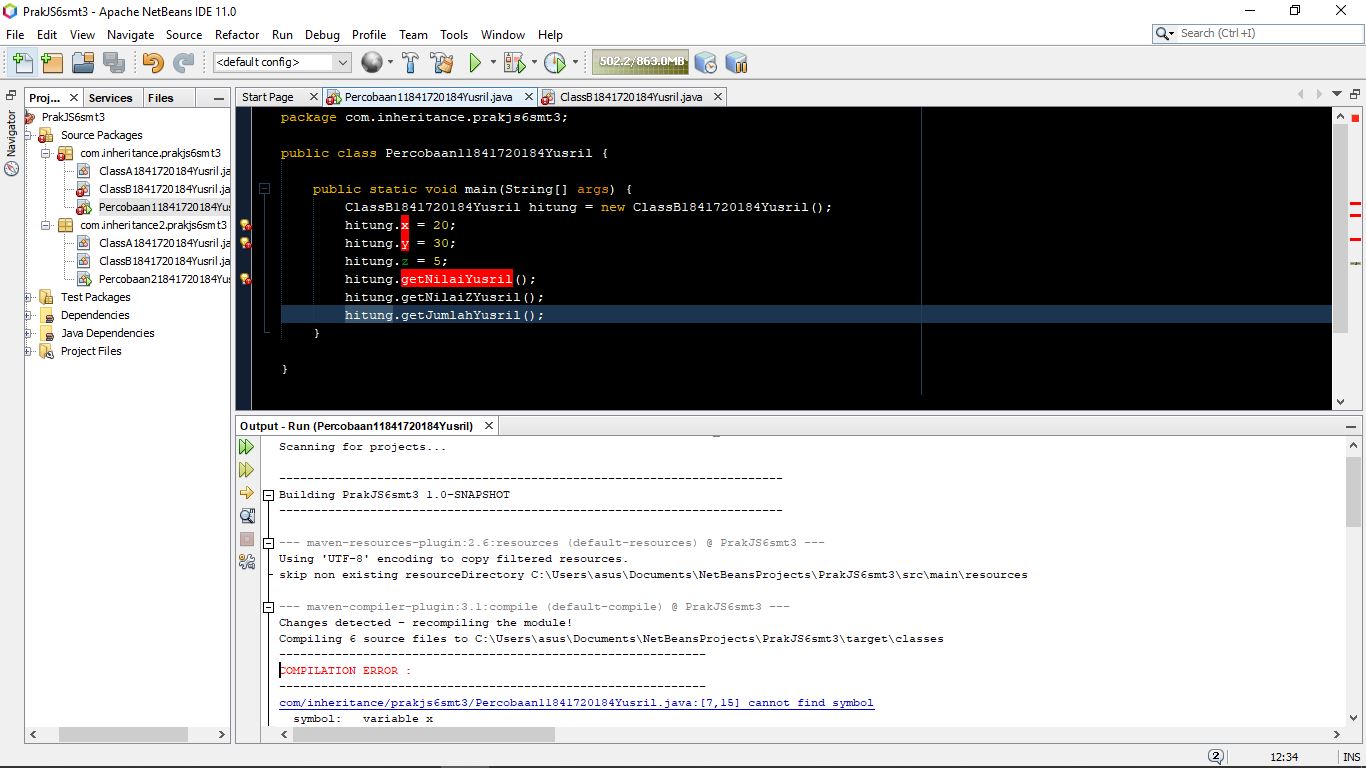 PrakJS6smt3 - Apache NetBeans IDE 11.0
File Edit View Navigate Source Refactor Run Debug Profile Team Tools Window Help
Search (Ctrl+I)
<default config>
502.2/863.0MB
Proj... Services Files
Navigator
PrakJS6smt3
Source Packages
com.inheritance.prakjs6smt3
ClassA1841720184Yusril.ja
ClassB1841720184Yusril.ja
Percobaan11841720184Yus
com.inheritance2.prakjs6smt3
ClassA1841720184Yusril.ja
ClassB1841720184Yusril.ja
Percobaan21841720184Yus
Test Packages
Dependencies
Java Dependencies
Project Files
Start Page Percobaan11841720184Yusril.java ClassB1841720184Yusril.java
package com.inheritance.prakjs6smt3;
public class Percobaan11841720184Yusril {
public static void main(String[] args) {
ClassB1841720184Yusril hitung = new ClassB1841720184Yusril();
hitung.x = 20;
hitung.y = 30;
hitung.z = 5;
hitung.getNilaiYusril();
hitung.getNilaiZYusril();
hitung.getJumlahYusril();
}
}
Output - Run (Percobaan11841720184Yusril)
Scanning for projects...
------------------------------------------------------------------------
Building PrakJS6smt3 1.0-SNAPSHOT
------------------------------------------------------------------------
--- maven-resources-plugin:2.6:resources (default-resources) @ PrakJS6smt3 ---
Using 'UTF-8' encoding to copy filtered resources.
skip non existing resourceDirectory C:\Users\asus\Documents\NetBeansProjects\PrakJS6smt3\src\main\resources
--- maven-compiler-plugin:3.1:compile (default-compile) @ PrakJS6smt3 ---
Changes detected - recompiling the module!
Compiling 6 source files to C:\Users\asus\Documents\NetBeansProjects\PrakJS6smt3\target\classes
-------------------------------------------------------------
COMPILATION ERROR :
-------------------------------------------------------------
com/inheritance/prakjs6smt3/Percobaan11841720184Yusril.java:[7,15] cannot find symbol
symbol: variable x
2
12:34 INS